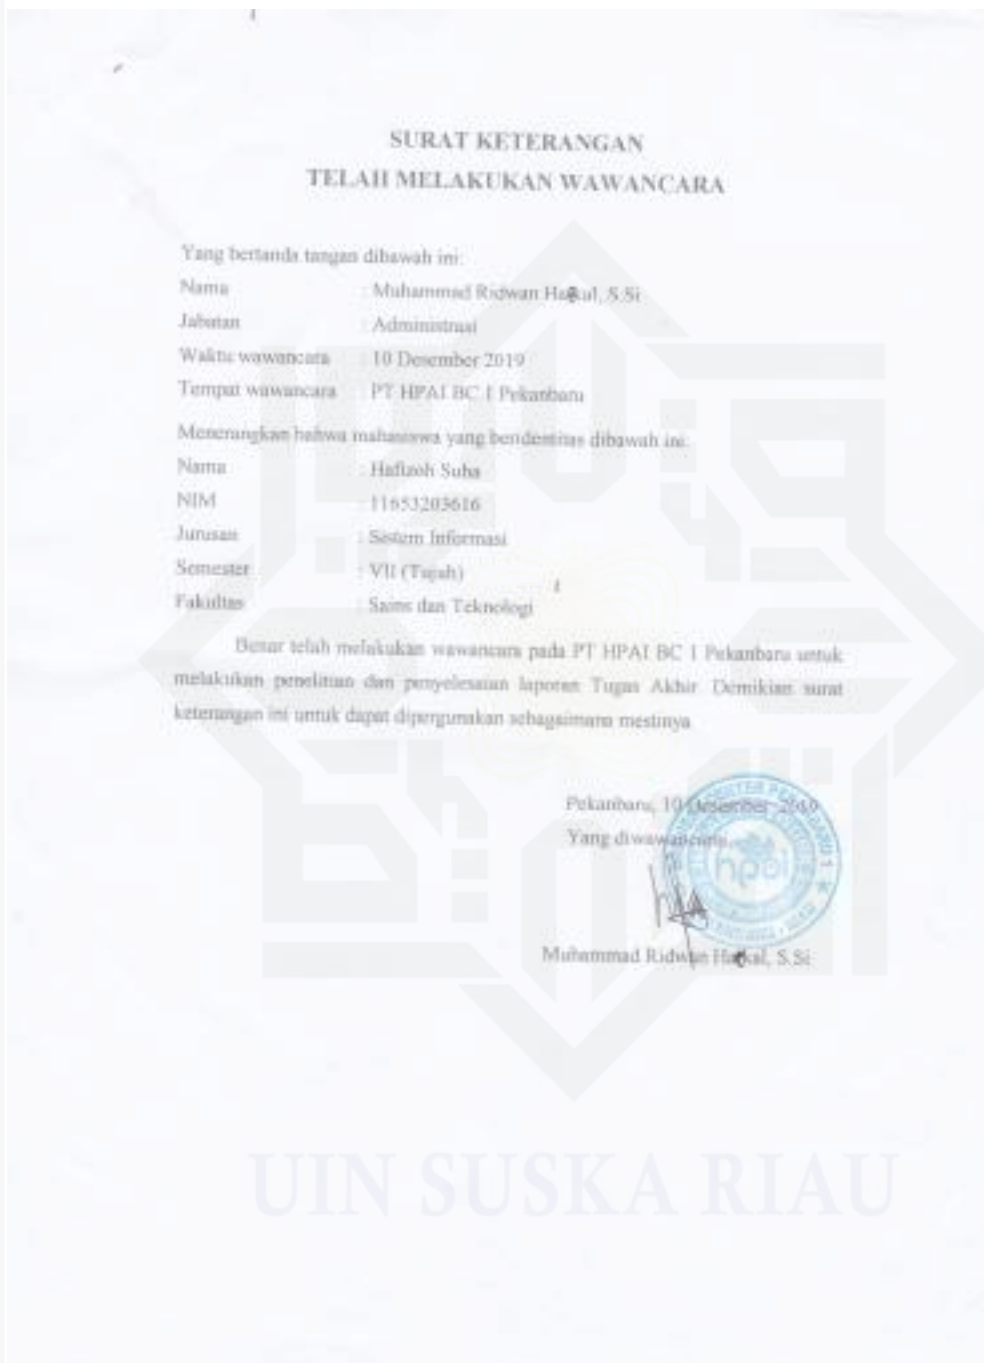 SURAT KETERANGAN
TELAH MELAKUKAN WAWANCARA
Yang bertanda tangan dibawah ini:
Nama : Muhammad Ridwan , S.Si
Jabatan : Administrasi
Waktu wawancara : 10 Desember 2019
Tempat wawancara : PT HPAI BC 1 Pekanbaru
Menerangkan bahwa mahasiswa yang beridentitas dibawah ini:
Nama : Hafizoh Suha
NIM : 11653203616
Jurusan : Sistem Informasi
Semester : VII (Tujuh)
Fakultas : Sains dan Teknologi
Benar telah melakukan wawancara pada PT HPAI BC 1 Pekanbaru untuk
melakukan penelitian dan penyelesaian laporan Tugas Akhir. Demikian surat
keterangan ini untuk dapat dipergunakan sebagaimana mestinya.
Pekanbaru, 10 Desember 2019
Yang diwawancarai,
hpai
Muhammad Ridwan , S.Si
UIN SUSKA RIAU